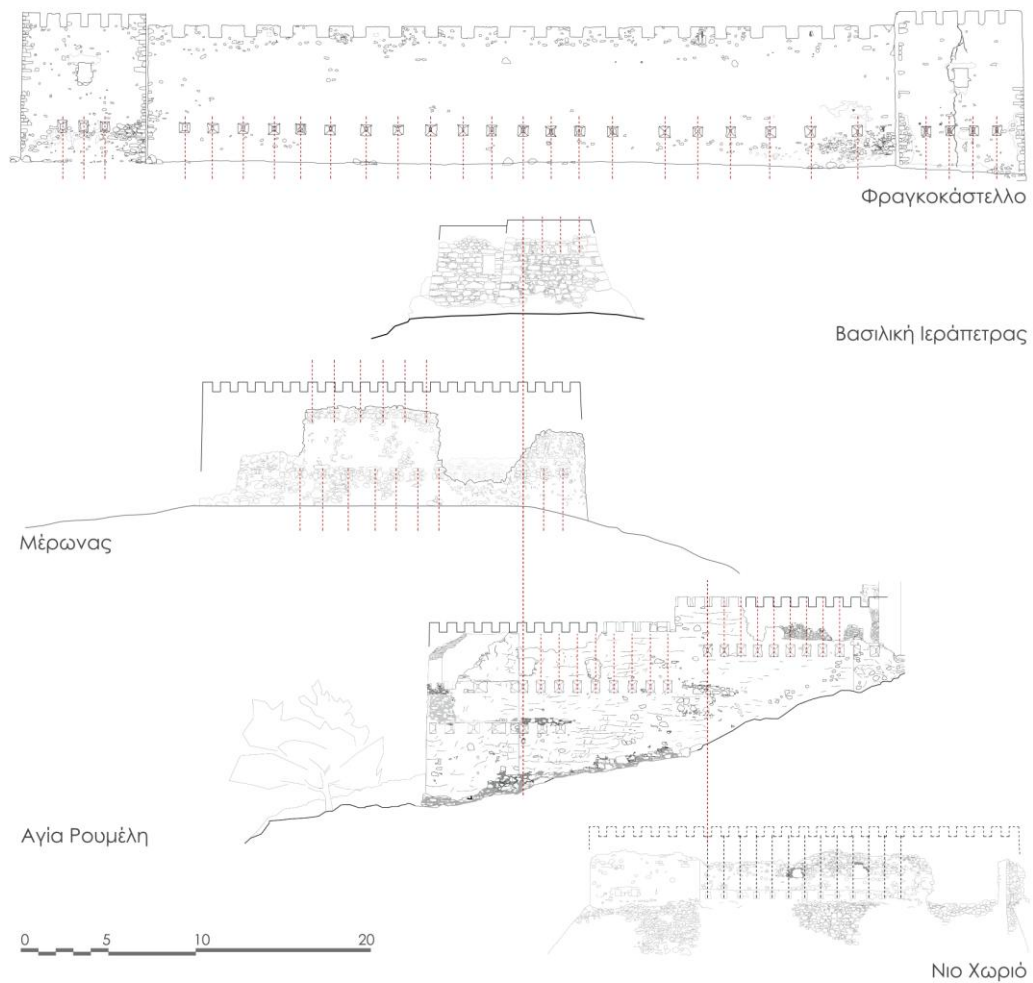 Φραγκοκάστελλο
Βασιλική Ιεράπετρας
Μέρωνας
Αγία Ρουμέλη
0 5 10 20
Νιο Χωριό